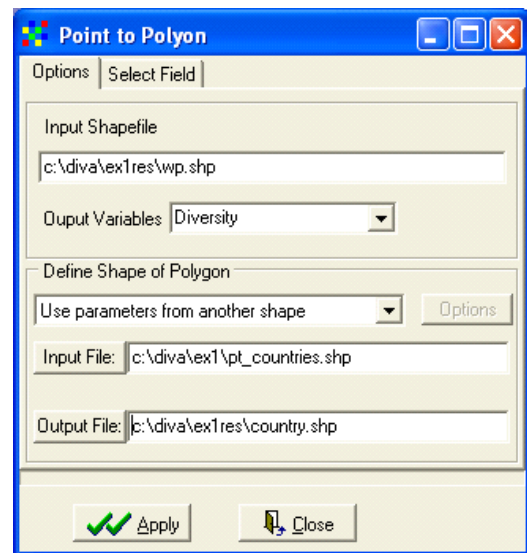 Point to Polyon
Options Select Field
Input Shapefile
c:\diva\ex1res\wp.shp
Ouput Variables Diversity
Define Shape of Polygon
Use parameters from another shape Options
Input File: c:\diva\ex1\pt_countries.shp
Output File: c:\diva\ex1res\country.shp
Apply Close